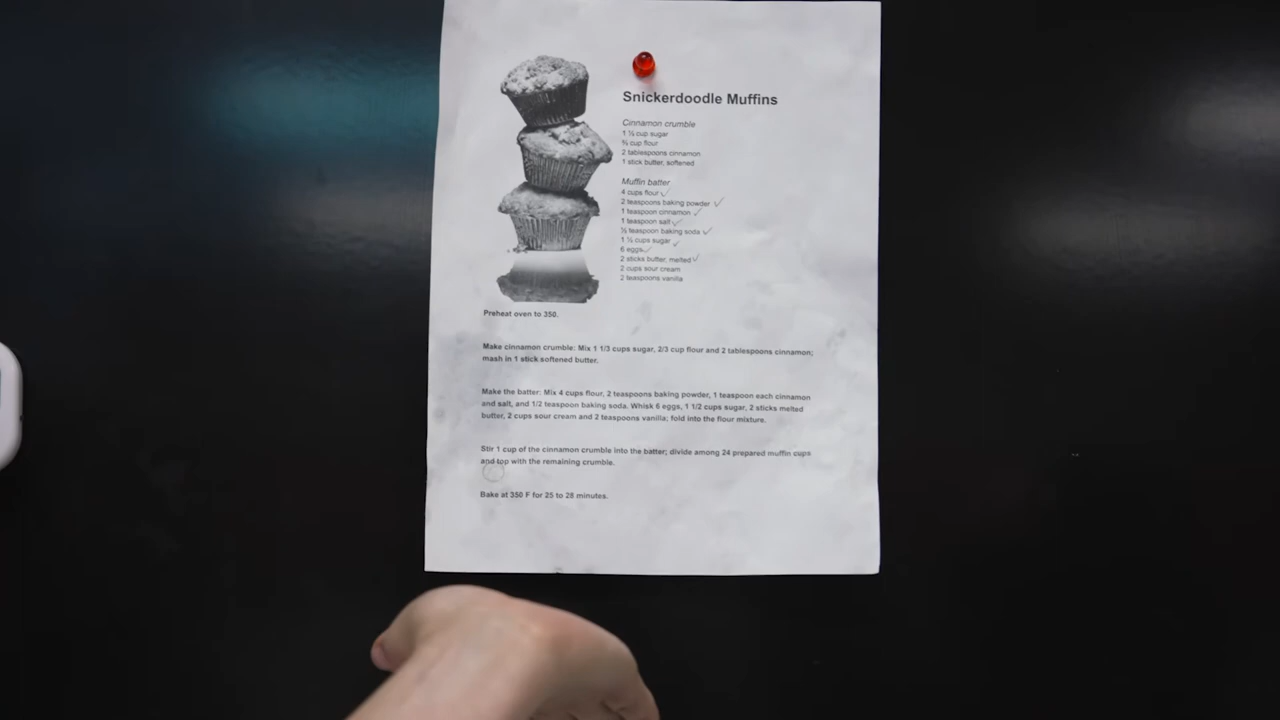 Snickerdoodle Muffins
Cinnamon crumble
1 ⅓ cup sugar
⅔ cup flour
2 tablespoons cinnamon
1 stick butter, softened
Muffin batter
4 cups flour ✓
2 teaspoons baking powder ✓
1 teaspoon cinnamon ✓
1 teaspoon salt ✓
½ teaspoon baking soda ✓
1 ½ cups sugar ✓
6 eggs ✓
2 sticks butter, melted ✓
2 cups sour cream
2 teaspoons vanilla
Preheat oven to 350.
Make cinnamon crumble: Mix 1 1/3 cups sugar, 2/3 cup flour and 2 tablespoons cinnamon;
mash in 1 stick softened butter.
Make the batter: Mix 4 cups flour, 2 teaspoons baking powder, 1 teaspoon each cinnamon
and salt, and 1/2 teaspoon baking soda. Whisk 6 eggs, 1 1/2 cups sugar, 2 sticks melted
butter, 2 cups sour cream and 2 teaspoons vanilla; fold into the flour mixture.
Stir 1 cup of the cinnamon crumble into the batter; divide among 24 prepared muffin cups
and top with the remaining crumble.
Bake at 350 F for 25 to 28 minutes.